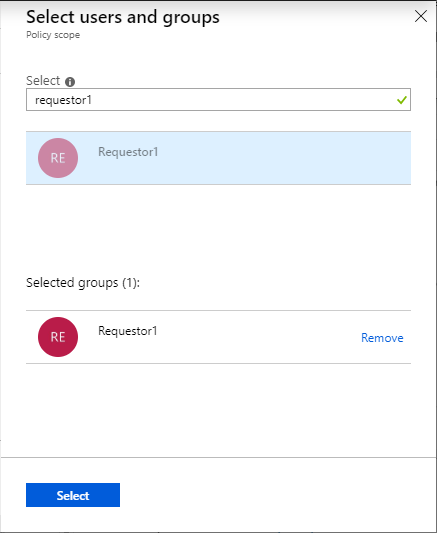 Select users and groups
Policy scope
Select
requestor1
RE
Requestor1
Selected groups (1):
RE
Requestor1
Remove
Select